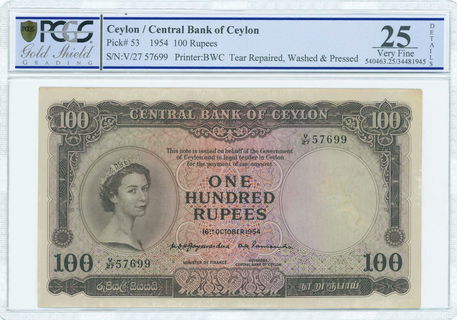 PCGS
Gold Shield
GRADING
Ceylon / Central Bank of Ceylon
Pick# 53 1954 100 Rupees
S/N:V/27 57699 Printer:BWC Tear Repaired, Washed & Pressed
25
Very Fine
540463.25/34481945
DETAILS
100 CENTRAL BANK OF CEYLON 100
This note is issued on behalf of the Government
of Ceylon and is legal tender in Ceylon
for the payment of any amount.
V/27 57699
ONE
HUNDRED
RUPEES
16TH OCTOBER 1954
MINISTER OF FINANCE
GOVERNOR
CENTRAL BANK OF CEYLON
V/27 57699
100 100
රුපියල් සියයයි
நூறு ரூபாய்